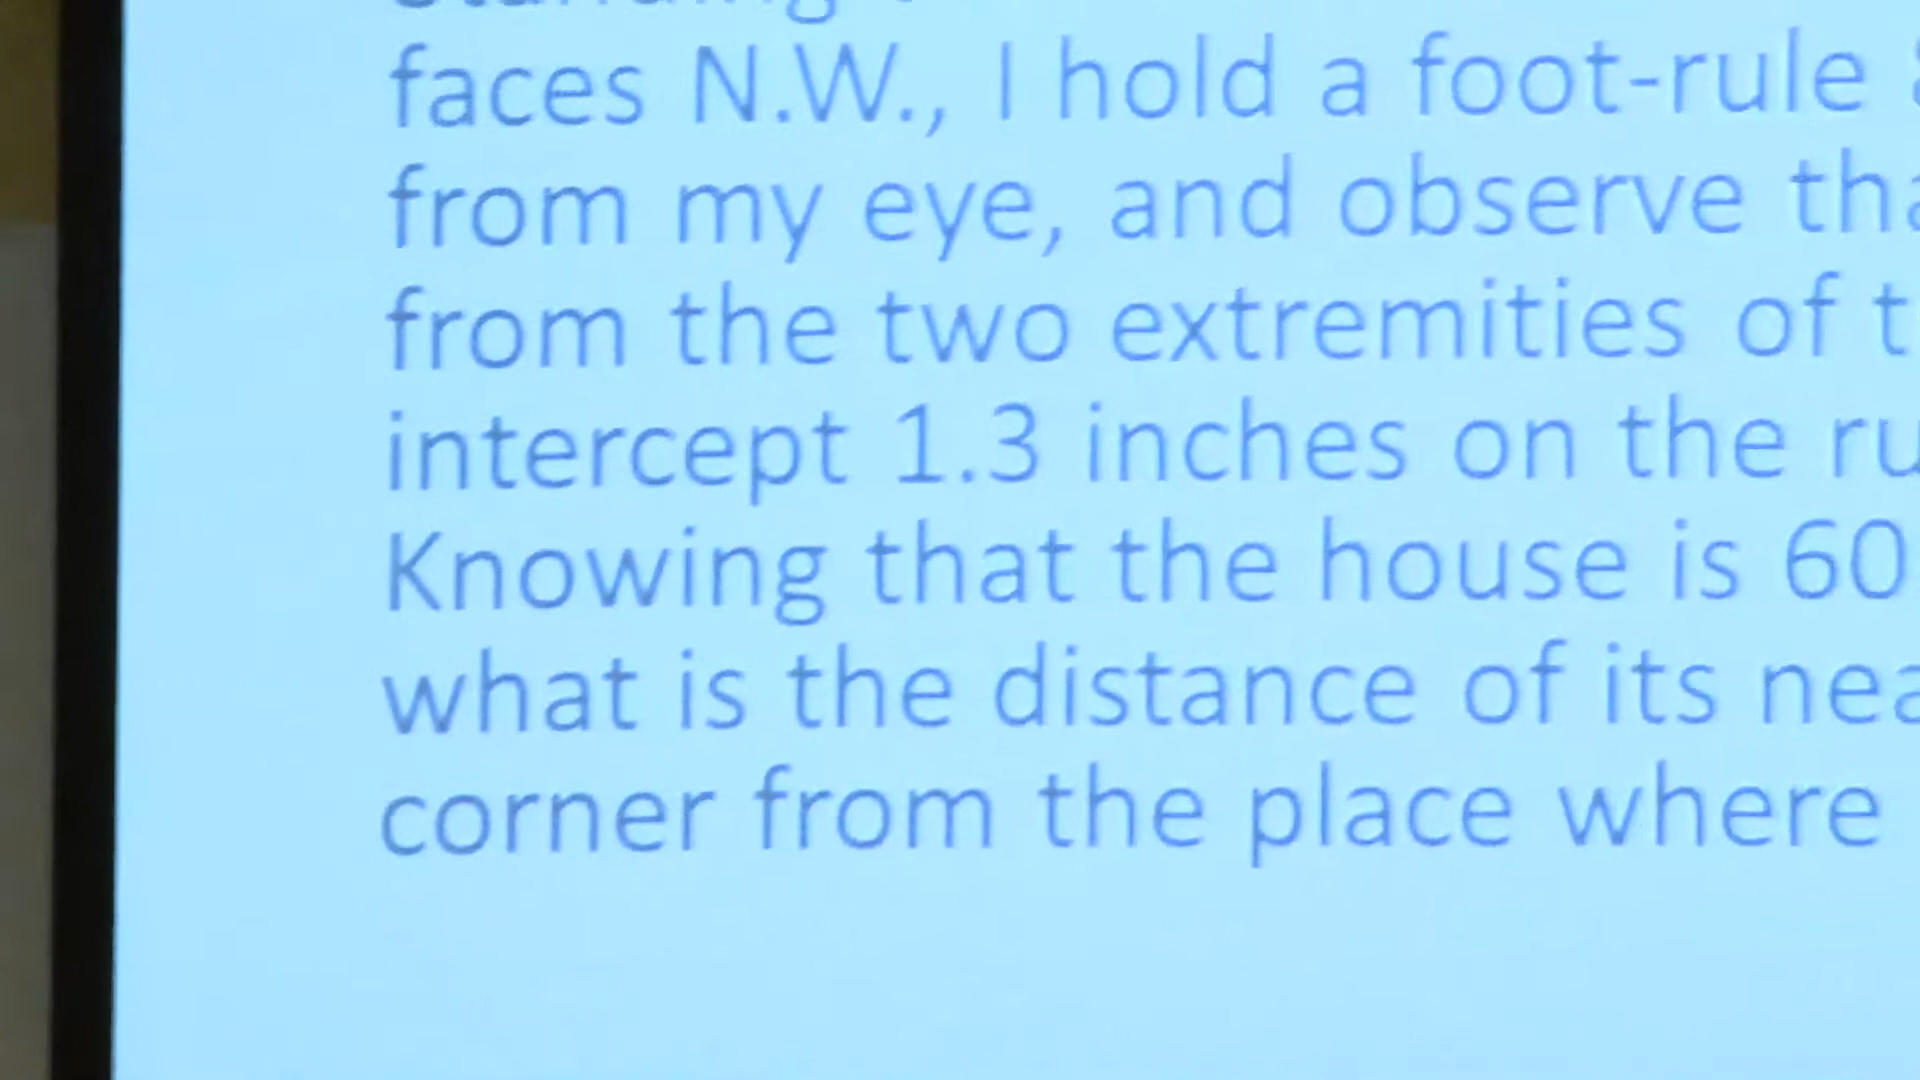 faces N.W., I hold a foot-rule
from my eye, and observe
from the two extremities of
intercept 1.3 inches on the
Knowing that the house is 60
what is the distance of its
corner from the place where